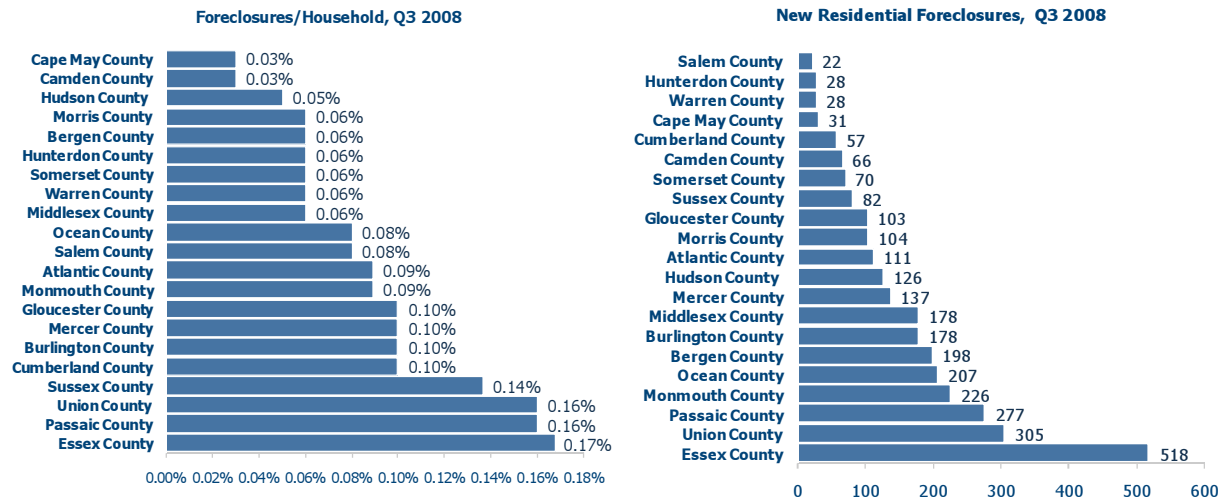 Foreclosures/Household, Q3 2008
Cape May County 0.03%
Camden County 0.03%
Hudson County 0.05%
Morris County 0.06%
Bergen County 0.06%
Hunterdon County 0.06%
Somerset County 0.06%
Warren County 0.06%
Middlesex County 0.06%
Ocean County 0.08%
Salem County 0.08%
Atlantic County 0.09%
Monmouth County 0.09%
Gloucester County 0.10%
Mercer County 0.10%
Burlington County 0.10%
Cumberland County 0.10%
Sussex County 0.14%
Union County 0.16%
Passaic County 0.16%
Essex County 0.17%
0.00% 0.02% 0.04% 0.06% 0.08% 0.10% 0.12% 0.14% 0.16% 0.18%
New Residential Foreclosures, Q3 2008
Salem County 22
Hunterdon County 28
Warren County 28
Cape May County 31
Cumberland County 57
Camden County 66
Somerset County 70
Sussex County 82
Gloucester County 103
Morris County 104
Atlantic County 111
Hudson County 126
Mercer County 137
Middlesex County 178
Burlington County 178
Bergen County 198
Ocean County 207
Monmouth County 226
Passaic County 277
Union County 305
Essex County 518
0 100 200 300 400 500 600